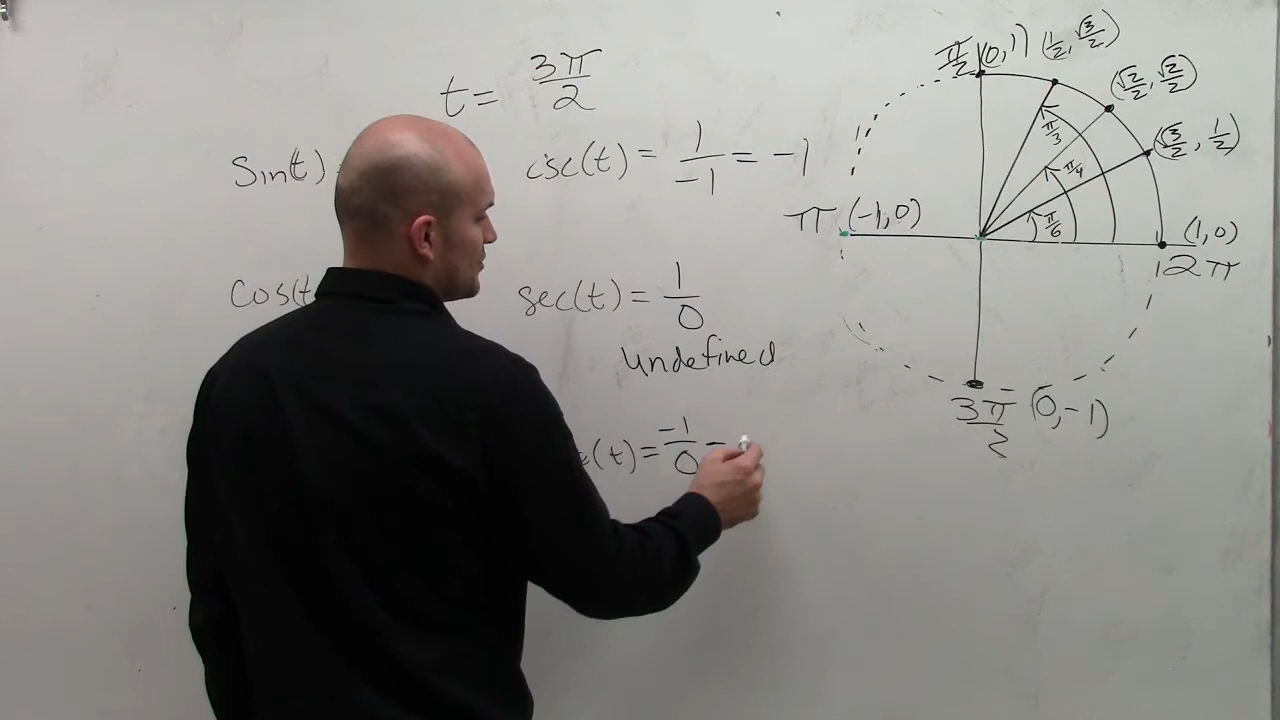 t = 3π/2
Sin(t) =
csc(t) = 1/-1 = -1
Cos(t
sec(t) = 1/0
undefined
(t) = -1/0 =
π/2 (0,1)
(1/2, √3/2)
(√2/2, √2/2)
(√3/2, 1/2)
π/3
π/4
π/6
π (-1,0)
(1,0)
2π
3π/2 (0,-1)